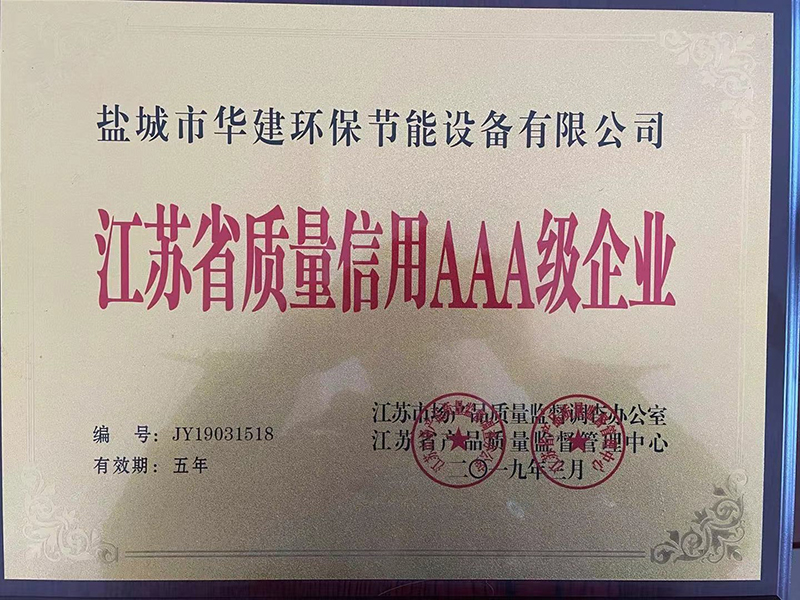 盐城市华建环保节能设备有限公司
江苏省质量信用AAA级企业
编 号: JY19031518
有效期: 五年
江苏市场产品质量监督调查办公室
江苏省产品质量监督管理中心
二〇一九年三月